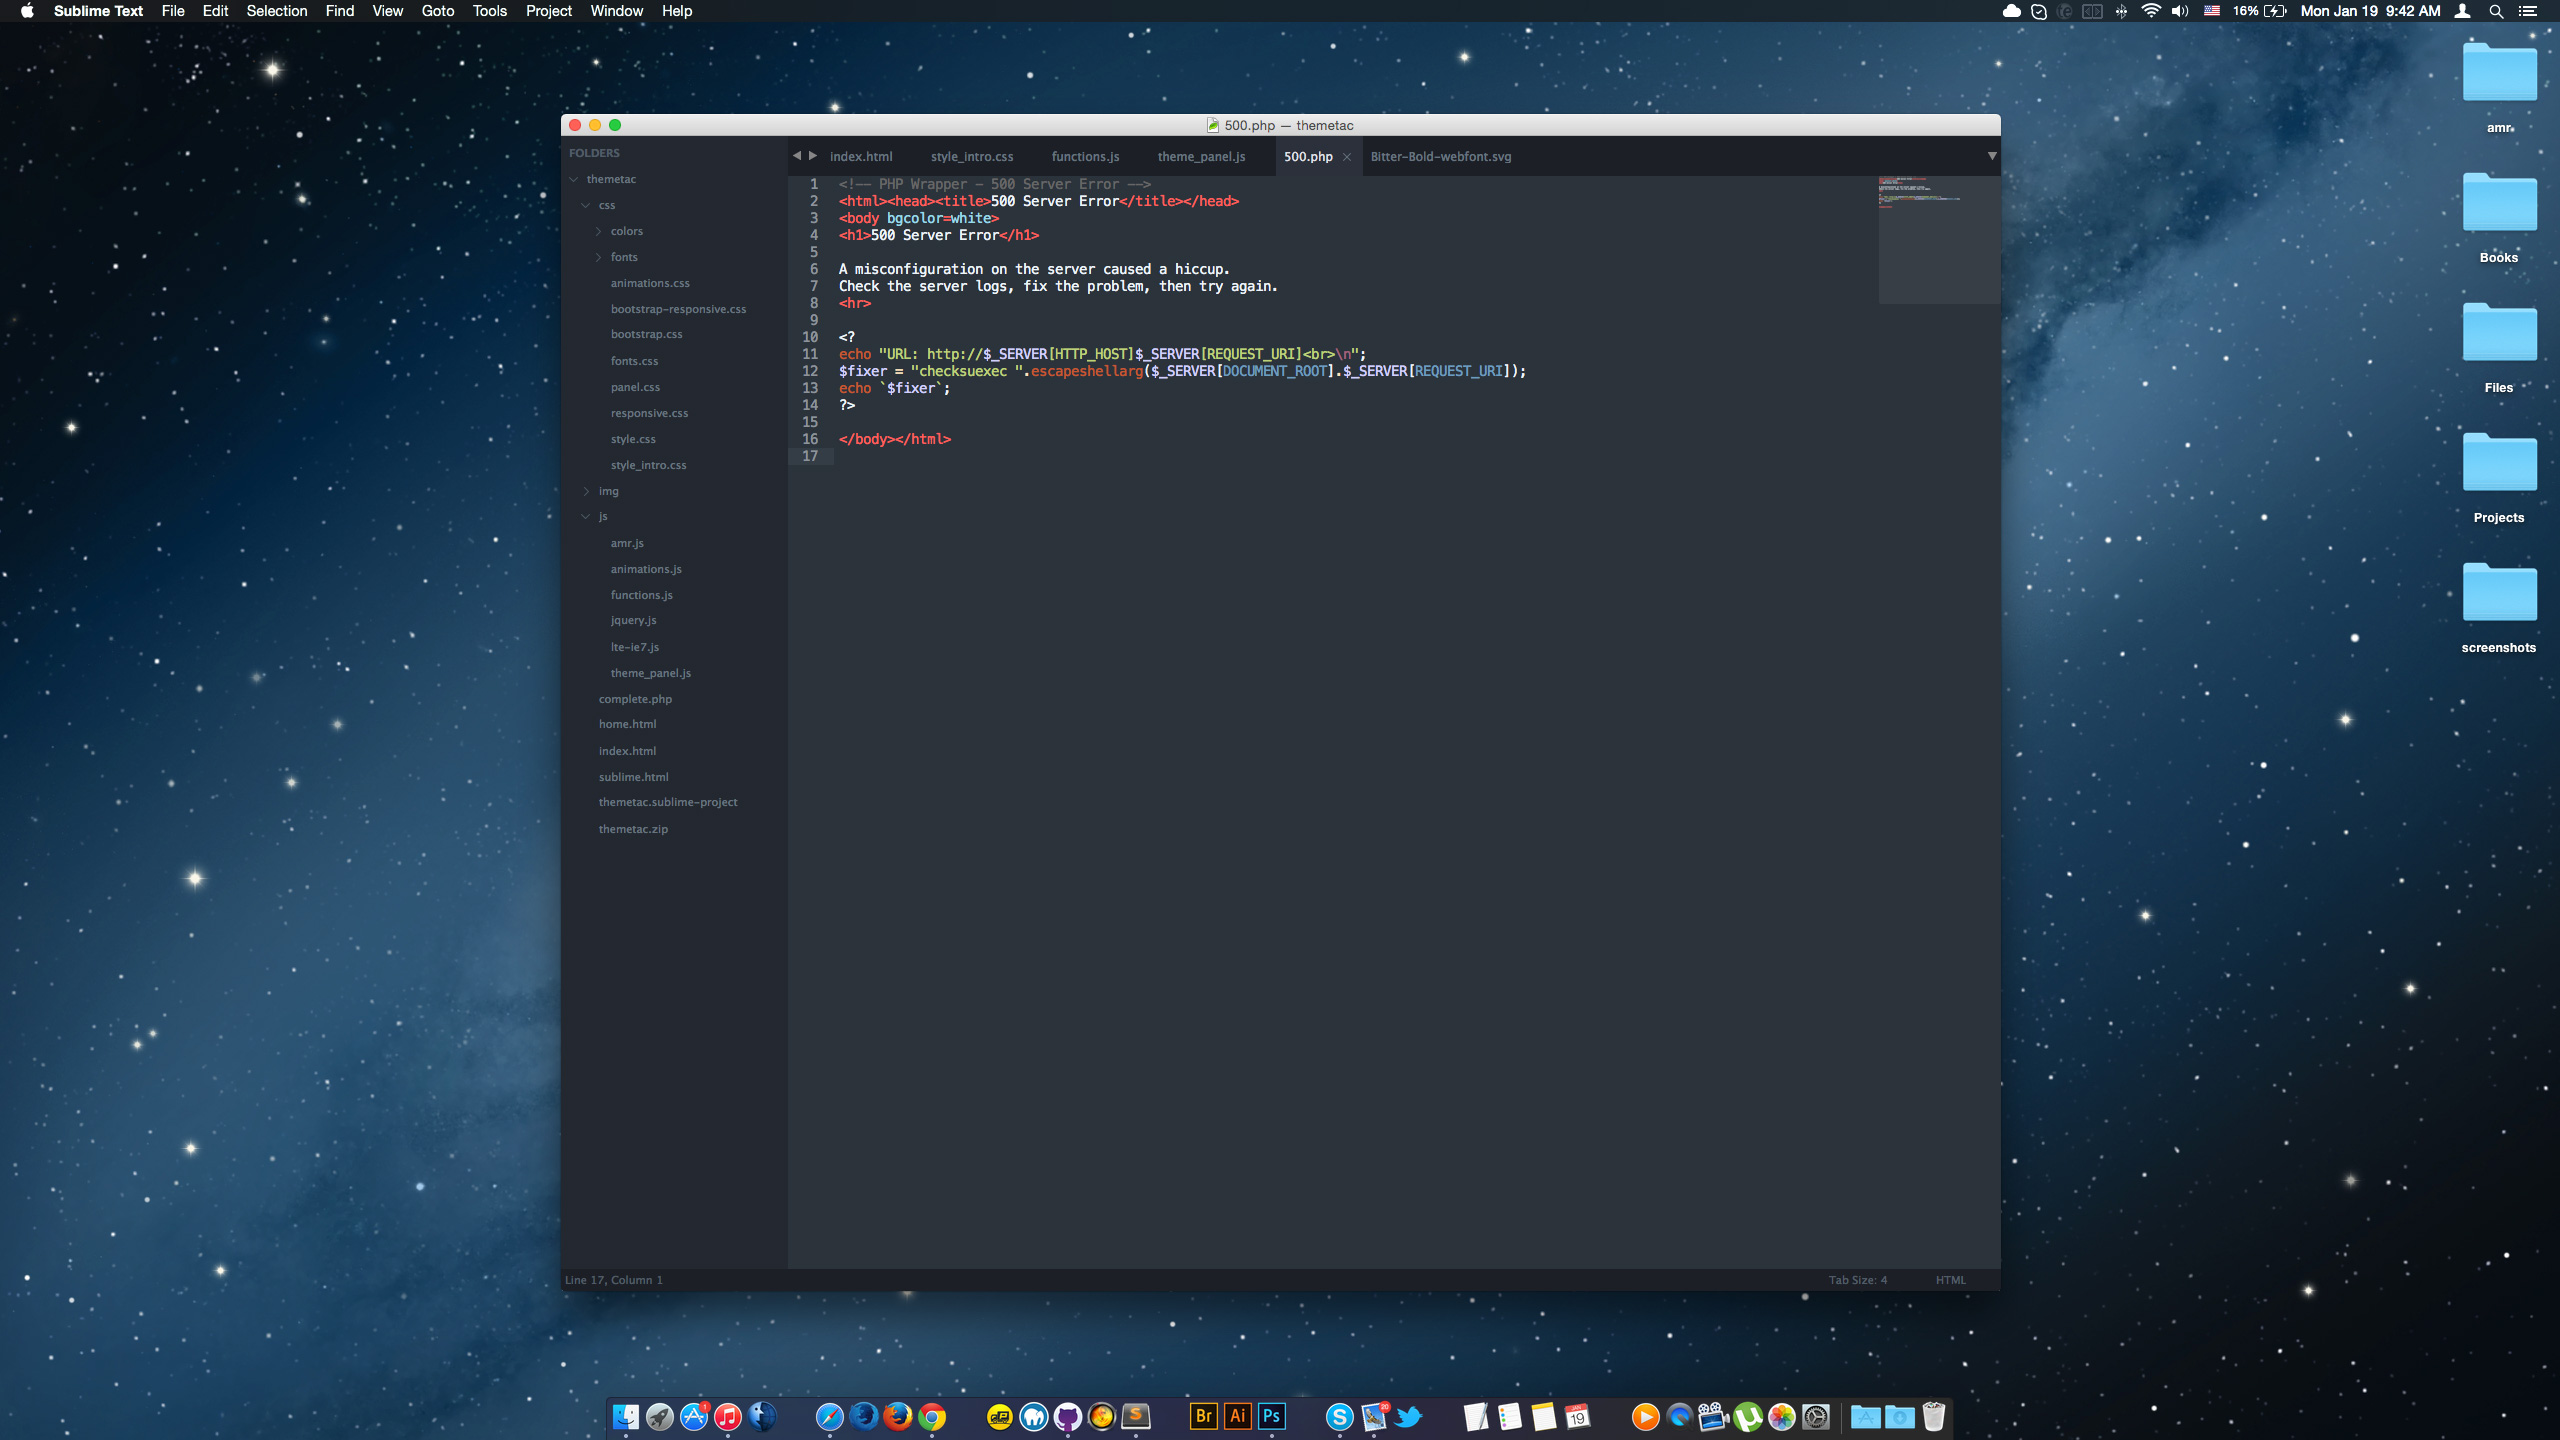 Sublime Text File Edit Selection Find View Goto Tools Project Window Help
16% Mon Jan 19 9:42 AM
500.php — themetac
FOLDERS
themetac
css
colors
fonts
animations.css
bootstrap-responsive.css
bootstrap.css
fonts.css
panel.css
responsive.css
style.css
style_intro.css
img
js
amr.js
animations.js
functions.js
jquery.js
lte-ie7.js
theme_panel.js
complete.php
home.html
index.html
sublime.html
themetac.sublime-project
themetac.zip
index.html style_intro.css functions.js theme_panel.js 500.php Bitter-Bold-webfont.svg
1 <!-- PHP Wrapper - 500 Server Error -->
2 <html><head><title>500 Server Error</title></head>
3 <body bgcolor=white>
4 <h1>500 Server Error</h1>
5
6 A misconfiguration on the server caused a hiccup.
7 Check the server logs, fix the problem, then try again.
8 <hr>
9
10 <?
11 echo "URL: http://$_SERVER[HTTP_HOST]$_SERVER[REQUEST_URI]<br>\n";
12 $fixer = "checksuexec ".escapeshellarg($_SERVER[DOCUMENT_ROOT].$_SERVER[REQUEST_URI]);
13 echo `$fixer`;
14 ?>
15
16 </body></html>
17
Line 17, Column 1 Tab Size: 4 HTML
amr
Books
Files
Projects
screenshots
Br Ai Ps
JAN
19
20